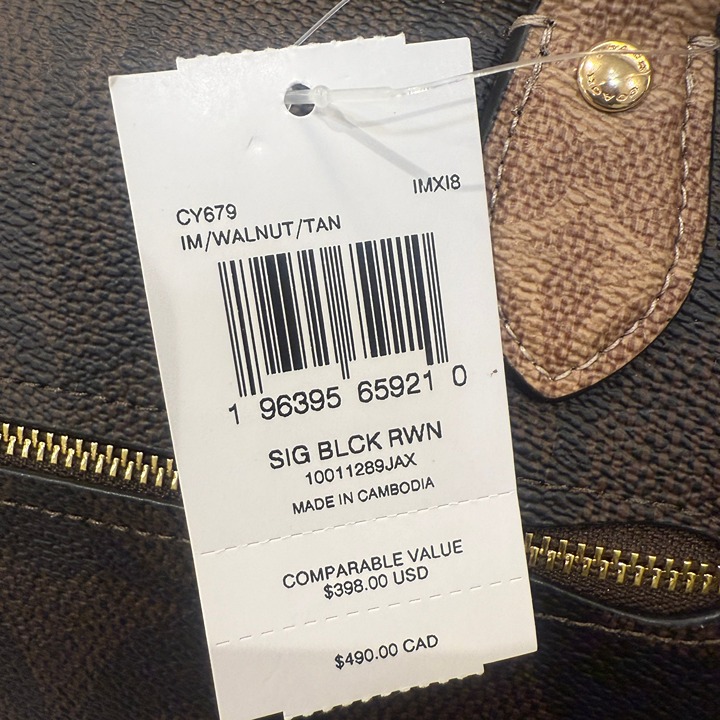 IMXI8
CY679
IM/WALNUT/TAN
1 96395 65921 0
SIG BLCK RWN
10011289JAX
MADE IN CAMBODIA
COMPARABLE VALUE
$398.00 USD
$490.00 CAD